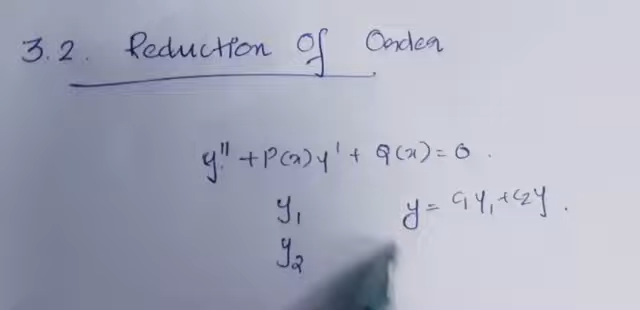 3.2. Reduction Of Order
y'' + P(x)y' + Q(x) = 0.
y₁
y = c₁y₁ + c₂y.
y₂